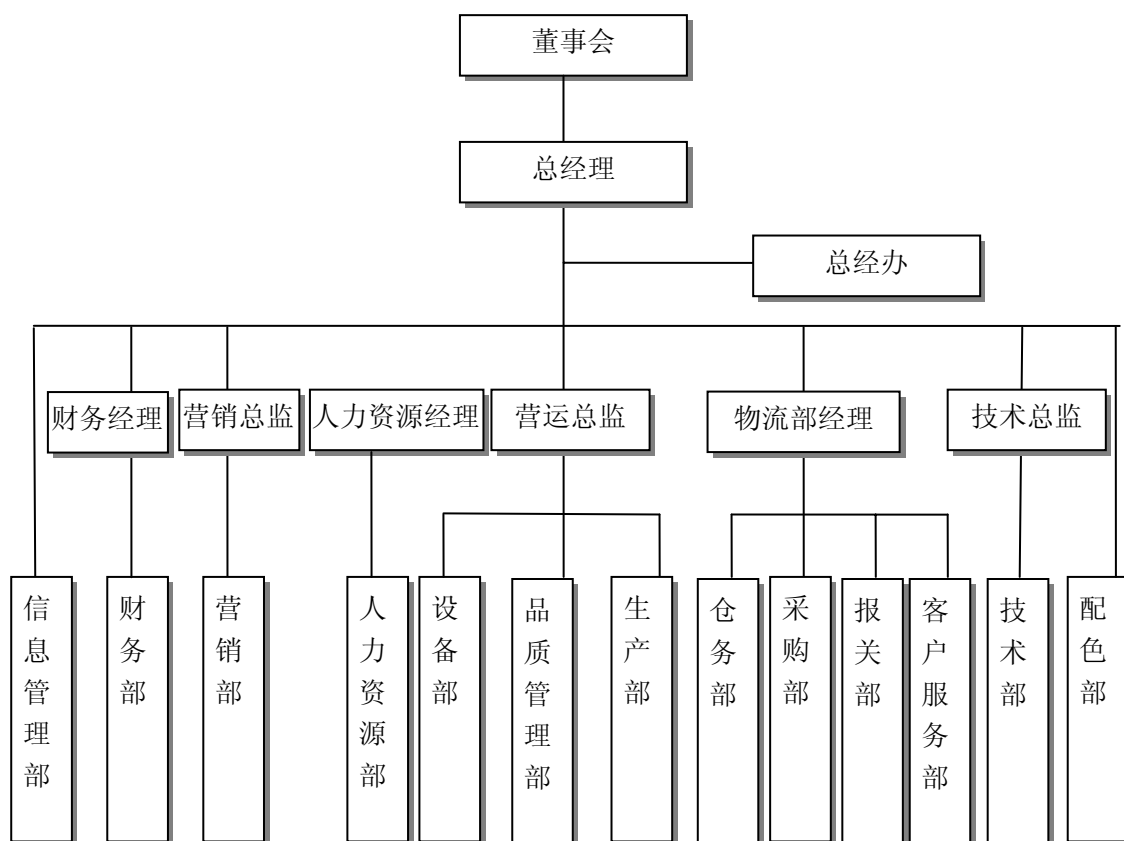 董事会
总经理
总经办
财务经理
营销总监
人力资源经理
营运总监
物流部经理
技术总监
信息管理部
财务部
营销部
人力资源部
设备部
品质管理部
生产部
仓务部
采购部
报关部
客户服务部
技术部
配色部